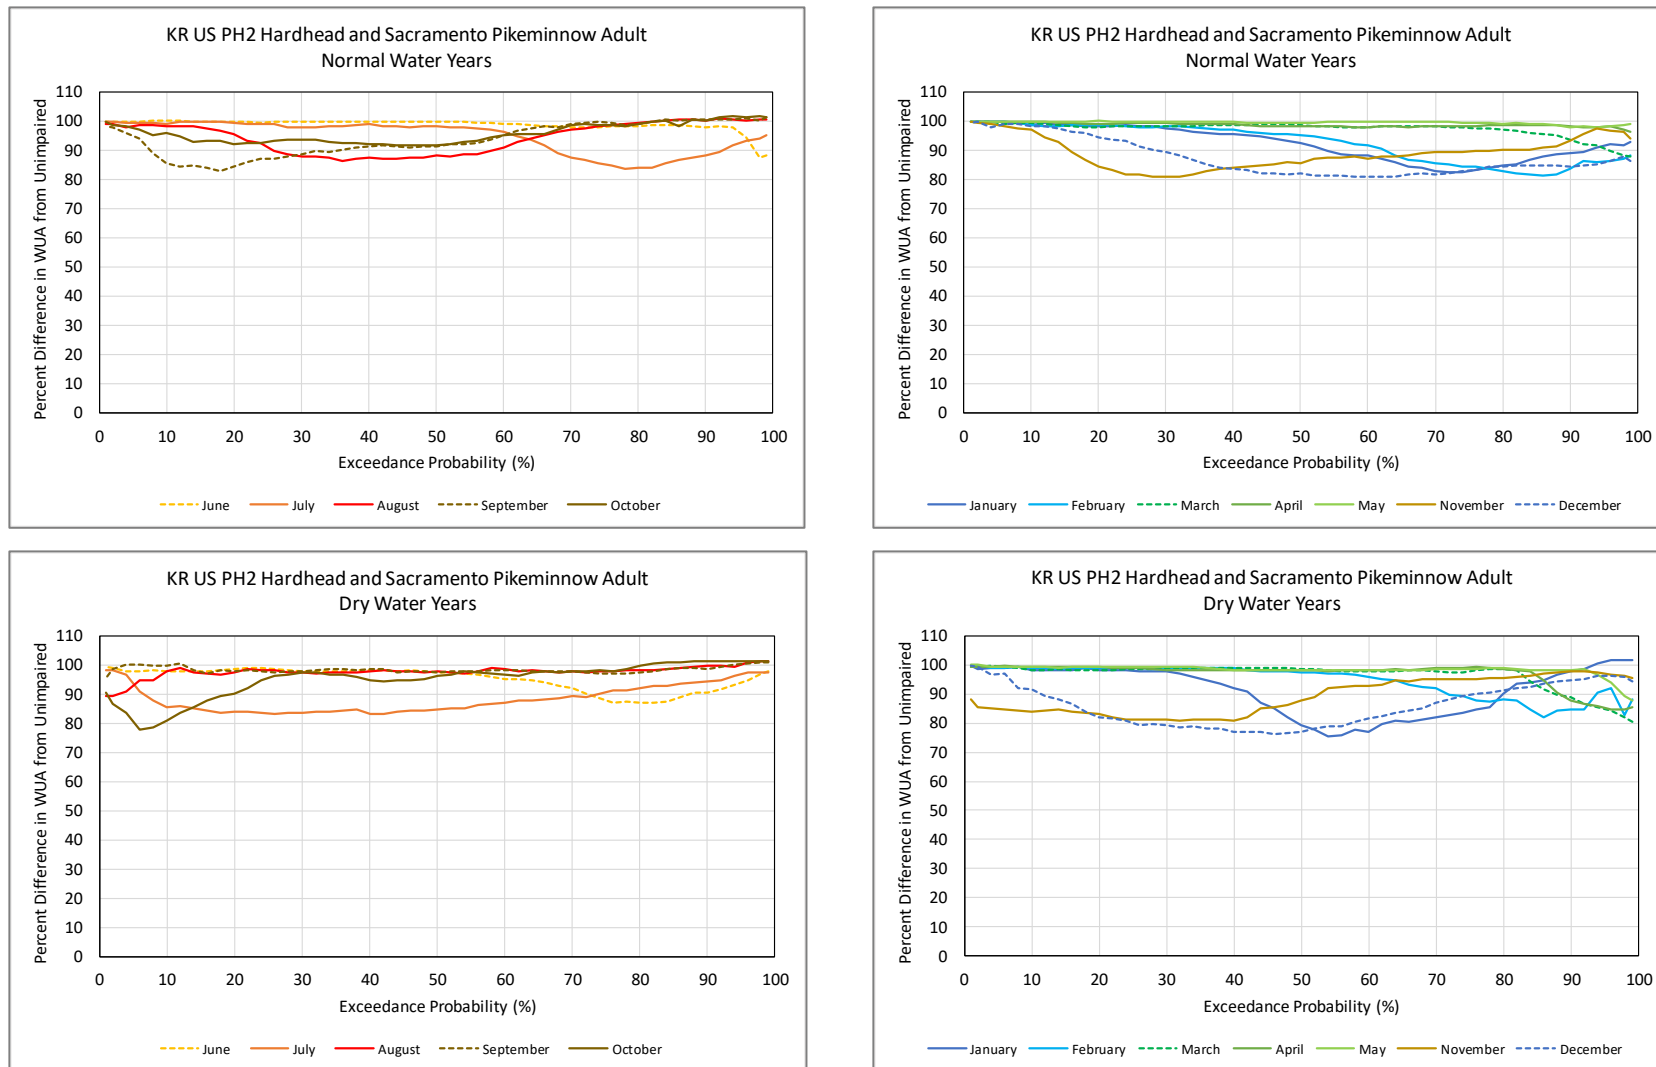 KR US PH2 Hardhead and Sacramento Pikeminnow Adult
Normal Water Years
Percent Difference in WUA from Unimpaired
110
100
90
80
70
60
50
40
30
20
10
0
0 10 20 30 40 50 60 70 80 90 100
Exceedance Probability (%)
June July August September October
KR US PH2 Hardhead and Sacramento Pikeminnow Adult
Normal Water Years
Percent Difference in WUA from Unimpaired
110
100
90
80
70
60
50
40
30
20
10
0
0 10 20 30 40 50 60 70 80 90 100
Exceedance Probability (%)
January February March April May November December
KR US PH2 Hardhead and Sacramento Pikeminnow Adult
Dry Water Years
Percent Difference in WUA from Unimpaired
110
100
90
80
70
60
50
40
30
20
10
0
0 10 20 30 40 50 60 70 80 90 100
Exceedance Probability (%)
June July August September October
KR US PH2 Hardhead and Sacramento Pikeminnow Adult
Dry Water Years
Percent Difference in WUA from Unimpaired
110
100
90
80
70
60
50
40
30
20
10
0
0 10 20 30 40 50 60 70 80 90 100
Exceedance Probability (%)
January February March April May November December